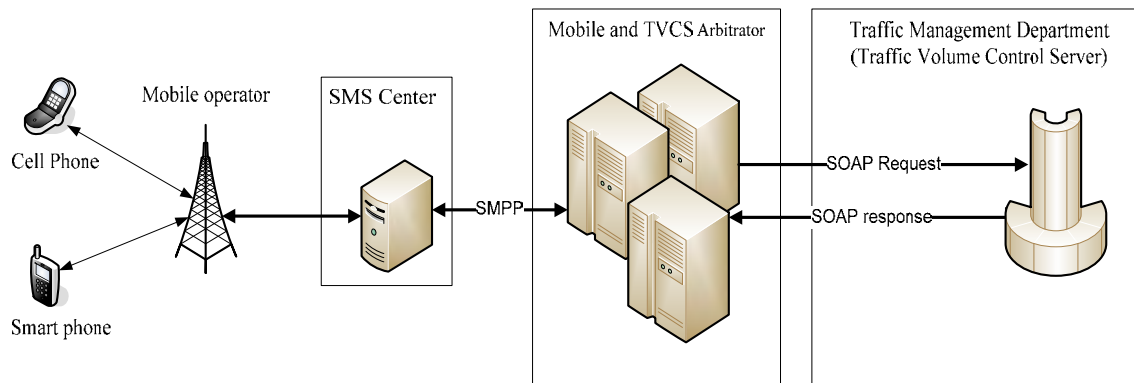 Cell Phone
Smart phone
Mobile operator
SMS Center
SMPP
Mobile and TVCS Arbitrator
SOAP Request
SOAP response
Traffic Management Department
(Traffic Volume Control Server)